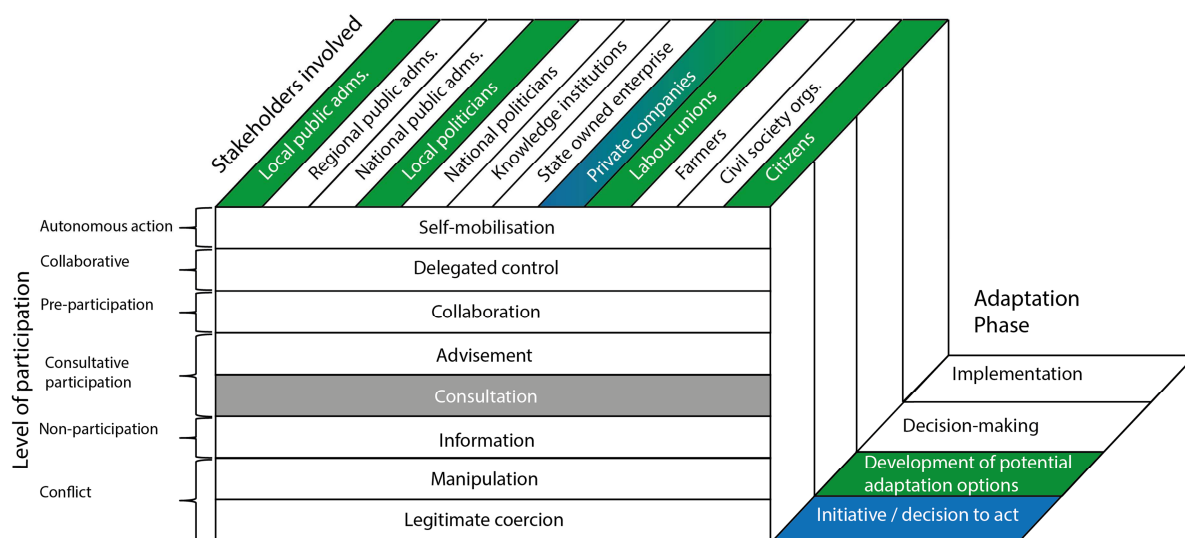 Stakeholders involved
Local public adms.
Regional public adms.
National public adms.
Local politicians
National politicians
Knowledge institutions
State owned enterprise
Private companies
Labour unions
Farmers
Civil society orgs.
Citizens
Level of participation
Autonomous action
Self-mobilisation
Collaborative
Delegated control
Pre-participation
Collaboration
Consultative
participation
Advisement
Consultation
Non-participation
Information
Conflict
Manipulation
Legitimate coercion
Adaptation
Phase
Implementation
Decision-making
Development of potential
adaptation options
Initiative / decision to act